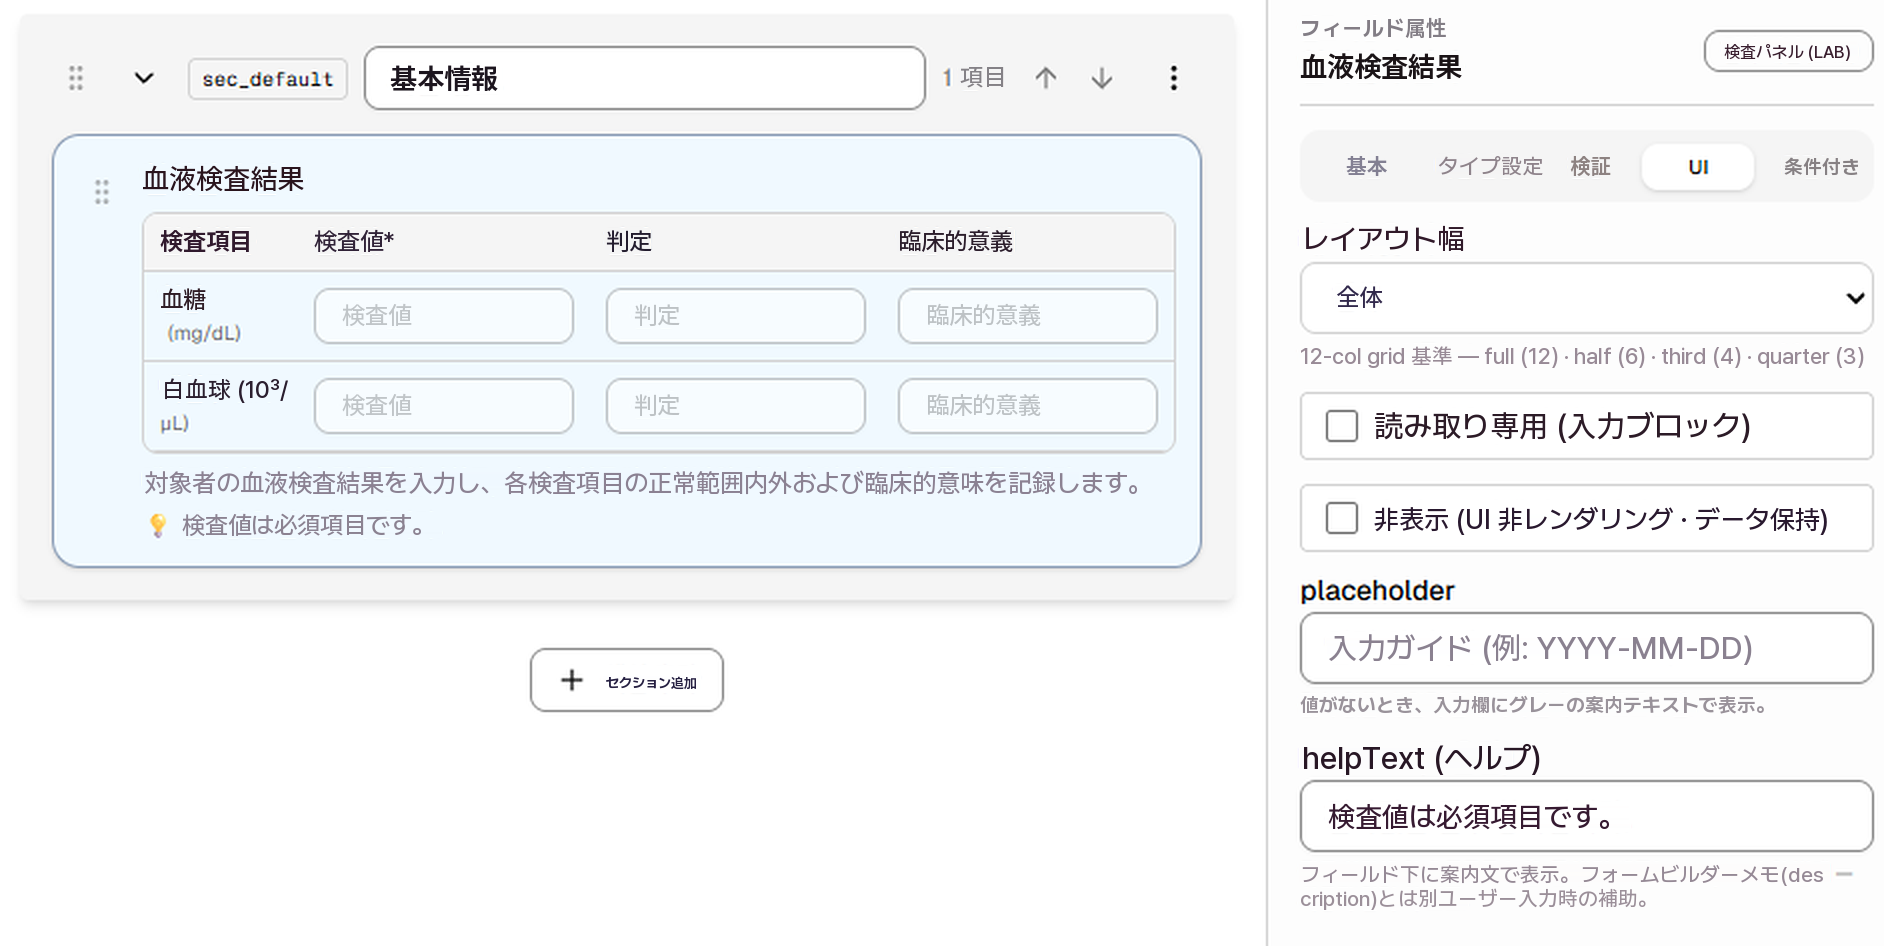 sec_default
基本情報
1 項目
血液検査結果
検査項目 検査値* 判定 臨床的意義
血糖
(mg/dL)
検査値 判定 臨床的意義
白血球 (10³/
µL)
検査値 判定 臨床的意義
対象者の血液検査結果を入力し、各検査項目の正常範囲内外および臨床的意味を記録します。
💡 検査値は必須項目です。
セクション追加
フィールド属性
血液検査結果
検査パネル (LAB)
基本 タイプ設定 検証 UI 条件付き
レイアウト幅
全体
12-col grid 基準 — full (12) · half (6) · third (4) · quarter (3)
読み取り専用 (入力ブロック)
非表示 (UI 非レンダリング · データ保持)
placeholder
入力ガイド (例: YYYY-MM-DD)
値がないとき、入力欄にグレーの案内テキストで表示。
helpText (ヘルプ)
検査値は必須項目です。
フィールド下に案内文で表示。フォームビルダーメモ(des —
cription)とは別ユーザー入力時の補助。